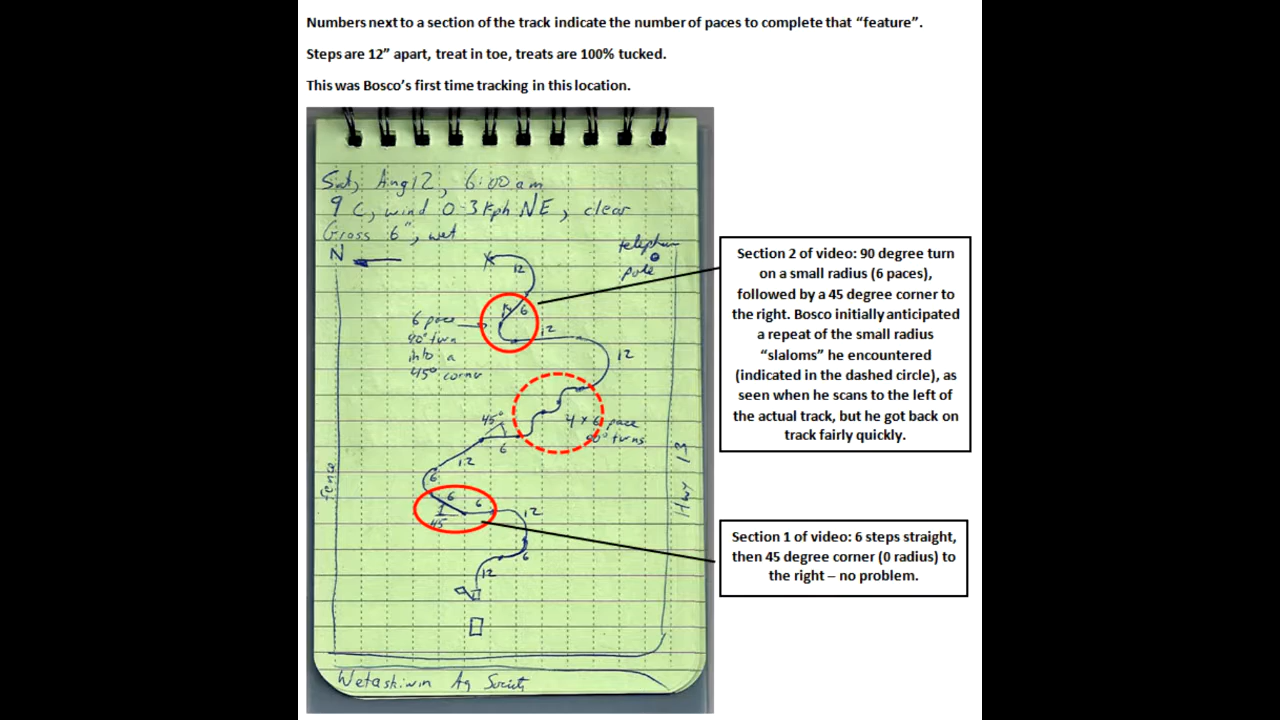 Numbers next to a section of the track indicate the number of paces to complete that “feature”.
Steps are 12” apart, treat in toe, treats are 100% tucked.
This was Bosco’s first time tracking in this location.
Sat, Aug 12, 6:00 am
9 C, wind 0-3 Kph NE, clear
Grass 6", wet
N
telephone
pole
12
6
6 pace
90° turn
into a
45° corner
12
12
4 x 6 pace
90° turns
45°
6
12
6
6
6
45
12
6
12
fence
Hwy 13
Wetaskiwin Ag Society
Section 2 of video: 90 degree turn
on a small radius (6 paces),
followed by a 45 degree corner to
the right. Bosco initially anticipated
a repeat of the small radius
“slaloms” he encountered
(indicated in the dashed circle), as
seen when he scans to the left of
the actual track, but he got back on
track fairly quickly.
Section 1 of video: 6 steps straight,
then 45 degree corner (0 radius) to
the right – no problem.